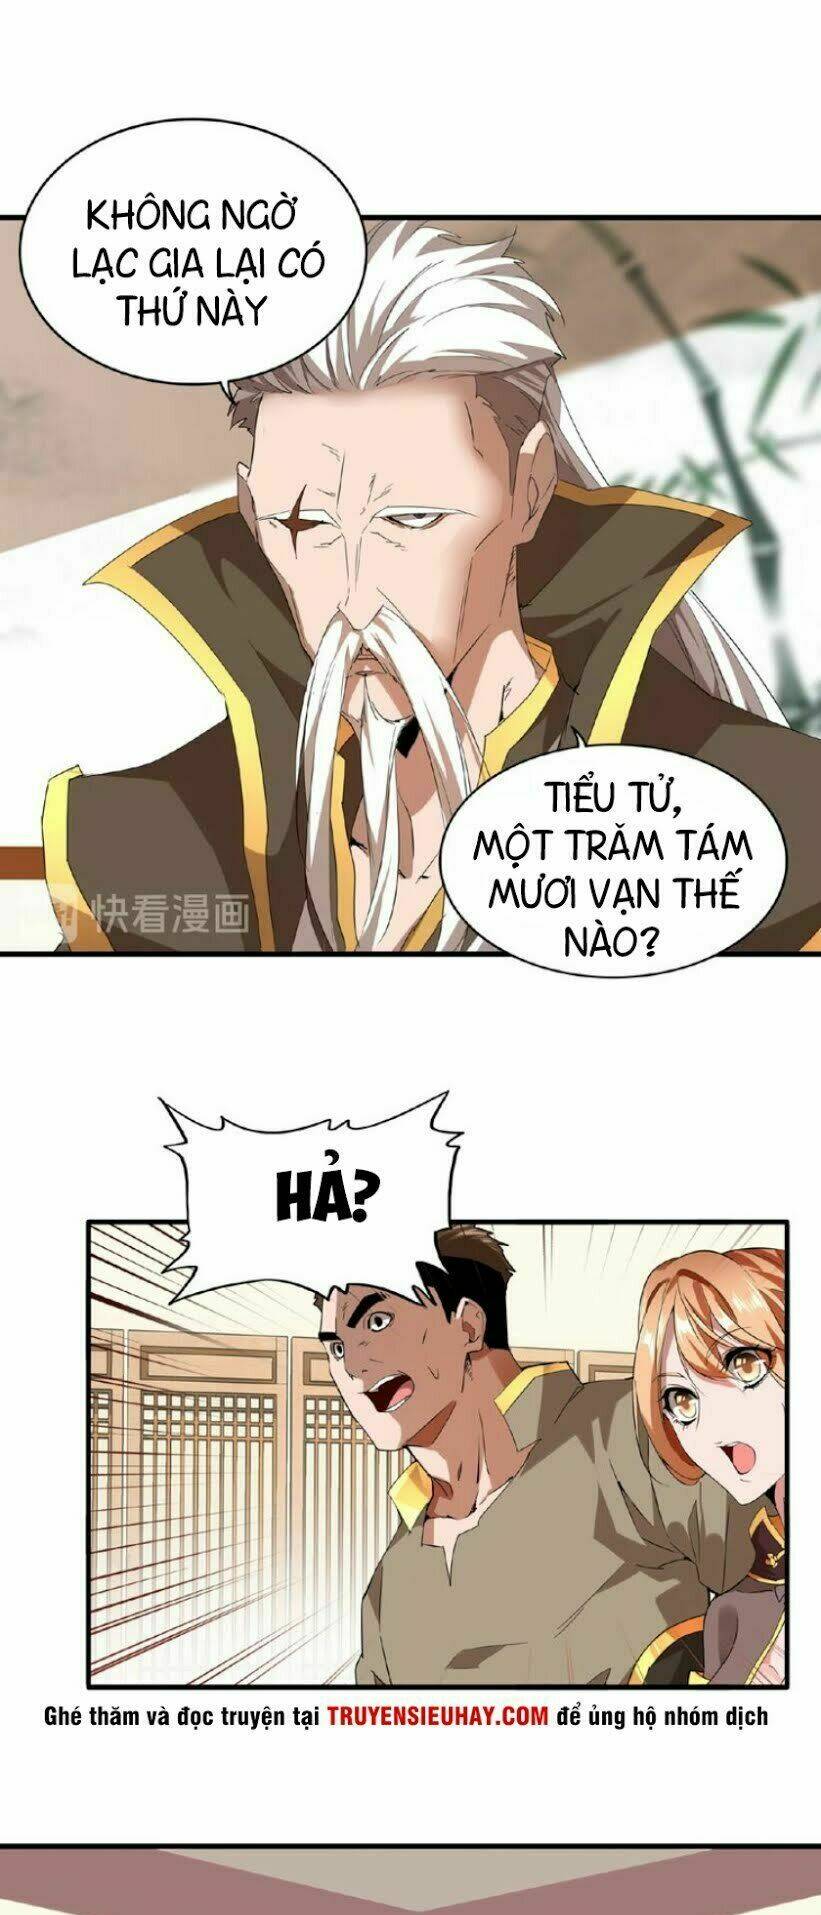 KHÔNG NGỜ
LẠC GIA LẠI CÓ
THỨ NÀY
TIỂU TỬ,
MỘT TRĂM TÁM
MƯƠI VẠN THẾ
NÀO?
快看漫画
HẢ?
Ghé thăm và đọc truyện tại TRUYENSIEUHAY.COM để ủng hộ nhóm dịch